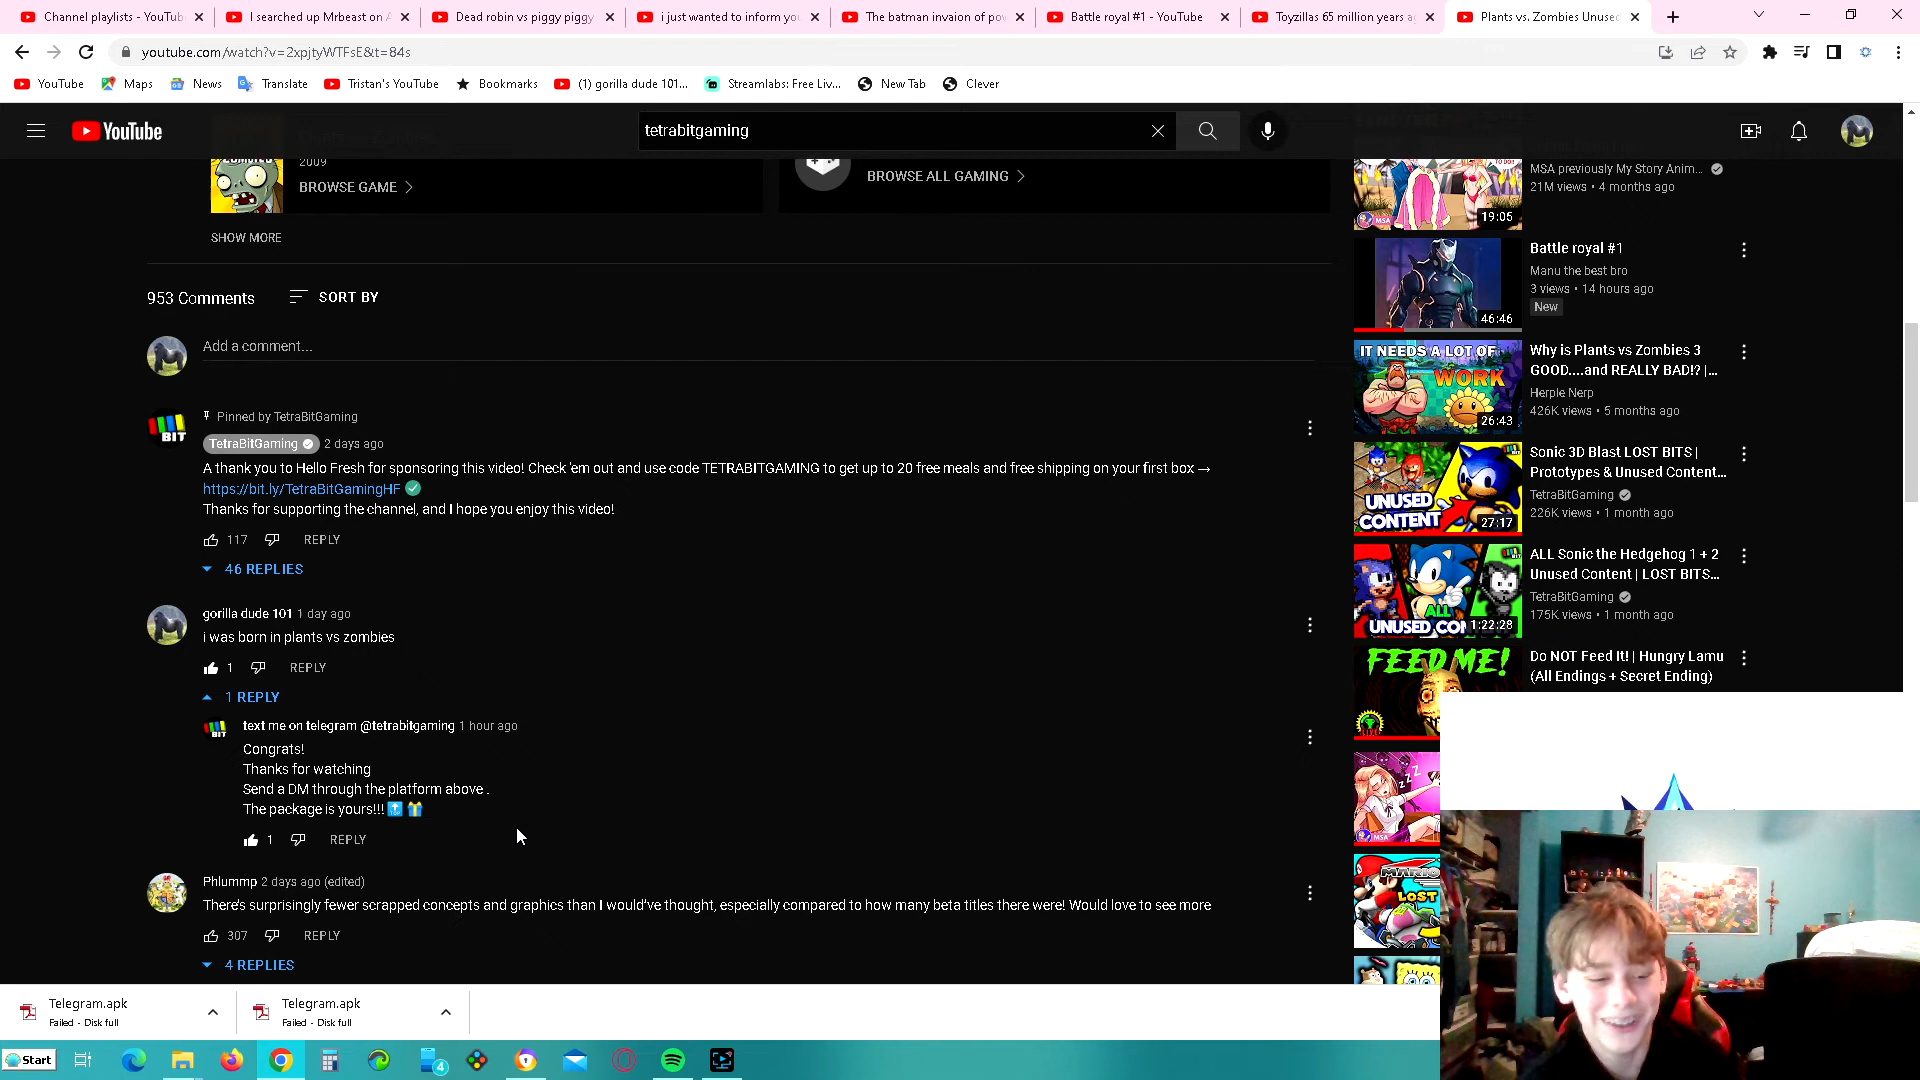 Channel playlists - YouTub
I searched up Mrbeast on A
Dead robin vs piggy piggy
i just wanted to inform you
The batman invaion of pov
Battle royal #1 - YouTube
Toyzillas 65 million years ag
Plants vs. Zombies Unused
youtube.com/watch?v=2xpjtyWTFsE&t=84s
YouTube
Maps
News
Translate
Tristan's YouTube
Bookmarks
(1) gorilla dude 101...
Streamlabs: Free Liv...
New Tab
Clever
YouTube
tetrabitgaming
2009
BROWSE GAME
BROWSE ALL GAMING
SHOW MORE
953 Comments
SORT BY
Add a comment...
Pinned by TetraBitGaming
TetraBitGaming 2 days ago
A thank you to Hello Fresh for sponsoring this video! Check 'em out and use code TETRABITGAMING to get up to 20 free meals and free shipping on your first box →
https://bit.ly/TetraBitGamingHF
Thanks for supporting the channel, and I hope you enjoy this video!
117 REPLY
46 REPLIES
gorilla dude 101 1 day ago
i was born in plants vs zombies
1 REPLY
1 REPLY
text me on telegram @tetrabitgaming 1 hour ago
Congrats!
Thanks for watching
Send a DM through the platform above .
The package is yours!!!
1 REPLY
Phlummp 2 days ago (edited)
There's surprisingly fewer scrapped concepts and graphics than I would've thought, especially compared to how many beta titles there were! Would love to see more
307 REPLY
4 REPLIES
MSA previously My Story Anim...
21M views • 4 months ago
MSA
19:05
Battle royal #1
Manu the best bro
3 views • 14 hours ago
New
46:46
IT NEEDS A LOT OF
WORK
26:43
Why is Plants vs Zombies 3
GOOD....and REALLY BAD!? |...
Herple Nerp
426K views • 5 months ago
UNUSED
CONTENT
27:17
Sonic 3D Blast LOST BITS |
Prototypes & Unused Content...
TetraBitGaming
226K views • 1 month ago
ALL
UNUSED CON
1:22:28
ALL Sonic the Hedgehog 1 + 2
Unused Content | LOST BITS...
TetraBitGaming
175K views • 1 month ago
FEED ME!
LIVE
Do NOT Feed It! | Hungry Lamu
(All Endings + Secret Ending)
MSA
MARIO
LOST
Telegram.apk
Failed - Disk full
Telegram.apk
Failed - Disk full
Start
4